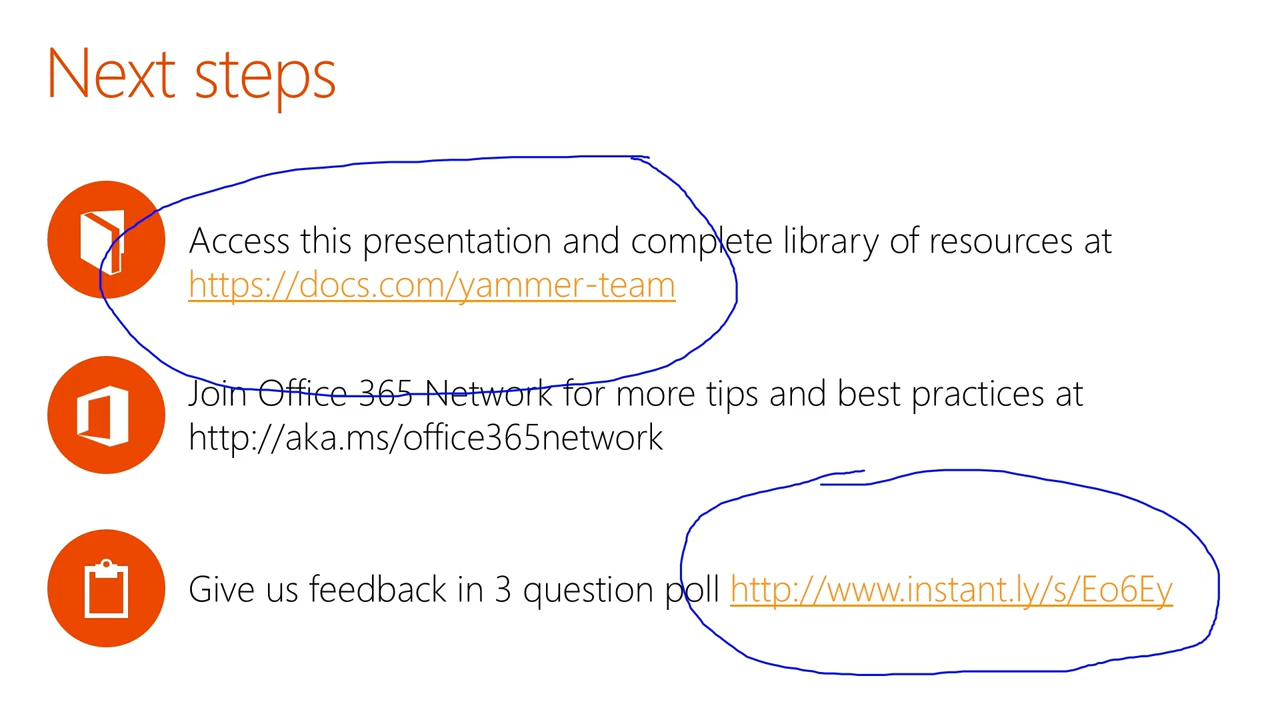 Next steps
Access this presentation and complete library of resources at
https://docs.com/yammer-team
Join Office 365 Network for more tips and best practices at
http://aka.ms/office365network
Give us feedback in 3 question poll http://www.instant.ly/s/Eo6Ey